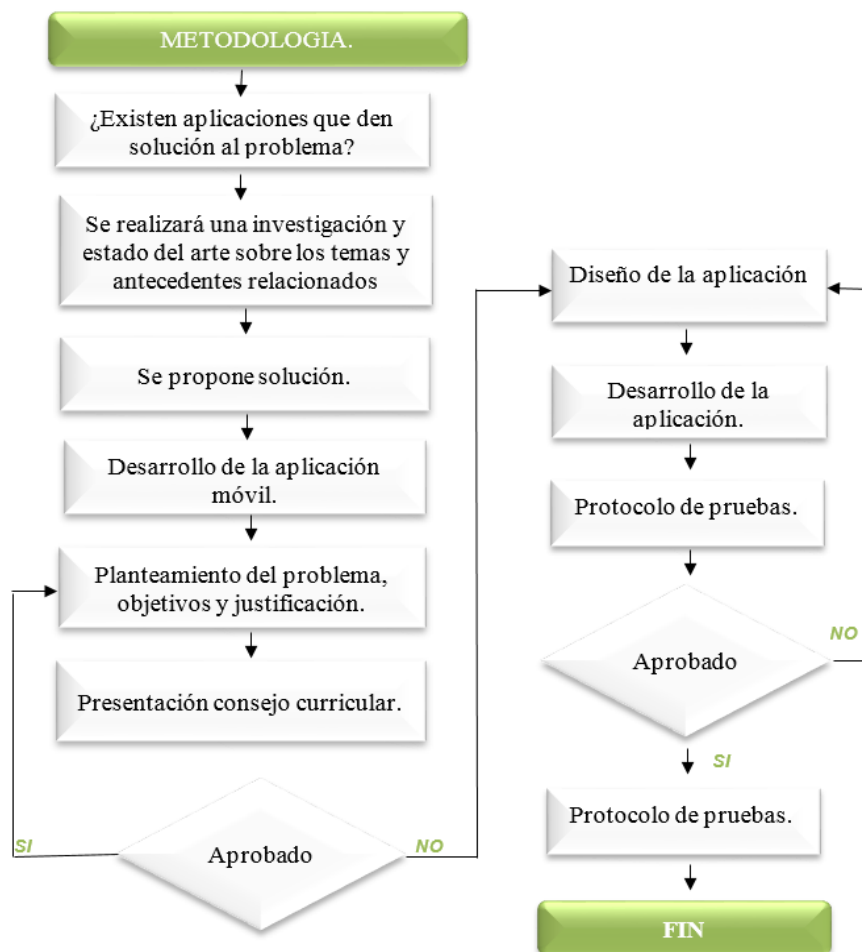 METODOLOGIA.
¿Existen aplicaciones que den
solución al problema?
Se realizará una investigación y
estado del arte sobre los temas y
antecedentes relacionados
Se propone solución.
Desarrollo de la aplicación
móvil.
Planteamiento del problema,
objetivos y justificación.
Presentación consejo curricular.
Aprobado
SI
NO
Diseño de la aplicación
Desarrollo de la
aplicación.
Protocolo de pruebas.
Aprobado
NO
SI
Protocolo de pruebas.
FIN